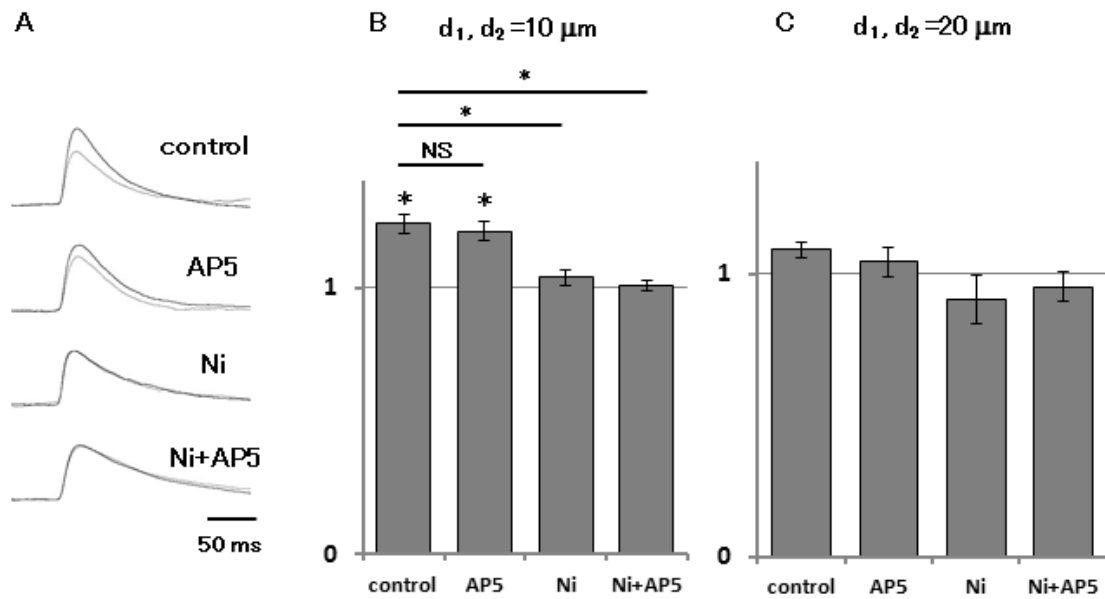 A
control
AP5
Ni
Ni+AP5
50 ms
B
d₁, d₂ =10 µm
*
*
NS
* *
1
0
control AP5 Ni Ni+AP5
C
d₁, d₂ =20 µm
1
0
control AP5 Ni Ni+AP5